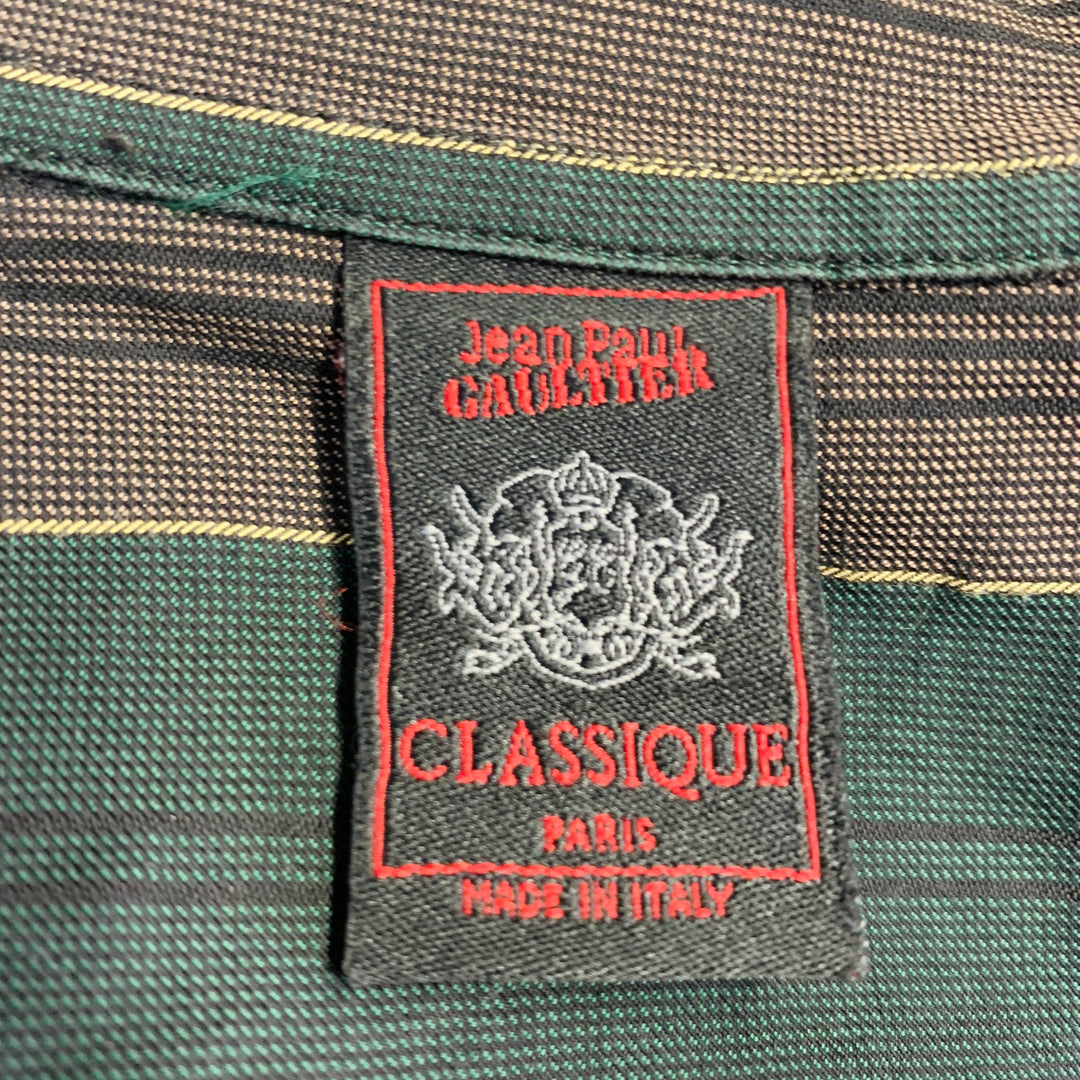 Jean Paul
GAULTIER
CLASSIQUE
PARIS
MADE IN ITALY